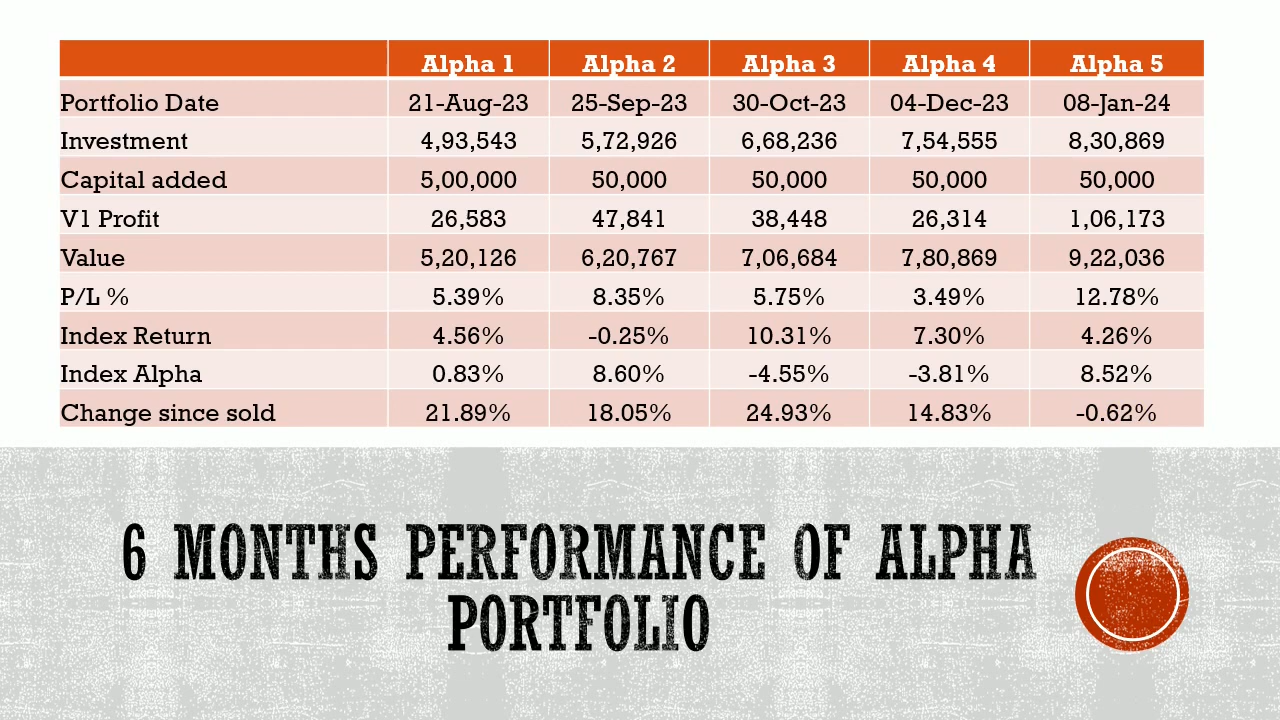 Alpha 1 Alpha 2 Alpha 3 Alpha 4 Alpha 5
Portfolio Date 21-Aug-23 25-Sep-23 30-Oct-23 04-Dec-23 08-Jan-24
Investment 4,93,543 5,72,926 6,68,236 7,54,555 8,30,869
Capital added 5,00,000 50,000 50,000 50,000 50,000
V1 Profit 26,583 47,841 38,448 26,314 1,06,173
Value 5,20,126 6,20,767 7,06,684 7,80,869 9,22,036
P/L % 5.39% 8.35% 5.75% 3.49% 12.78%
Index Return 4.56% -0.25% 10.31% 7.30% 4.26%
Index Alpha 0.83% 8.60% -4.55% -3.81% 8.52%
Change since sold 21.89% 18.05% 24.93% 14.83% -0.62%
6 MONTHS PERFORMANCE OF ALPHA
PORTFOLIO